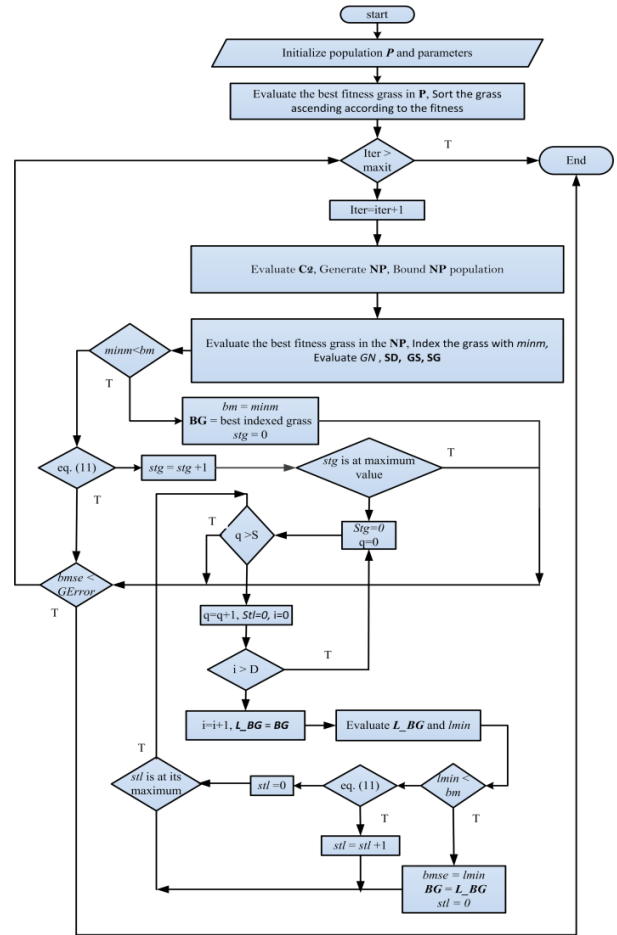 start
Initialize population P and parameters
Evaluate the best fitness grass in P, Sort the grass
ascending according to the fitness
Iter >
maxit
T
End
Iter=iter+1
Evaluate C2, Generate NP, Bound NP population
Evaluate the best fitness grass in the NP, Index the grass with minm,
Evaluate GN , SD, GS, SG
minm<bm
T
bm = minm
BG = best indexed grass
stg = 0
eq. (11)
T
stg = stg +1
stg is at maximum
value
T
Stg=0
q=0
q >S
T
bmse <
GError
T
q=q+1, Stl=0, i=0
i > D
T
i=i+1, L_BG = BG
Evaluate L_BG and lmin
lmin <
bm
T
eq. (11)
T
stl =0
stl is at its
maximum
T
stl = stl +1
bmse = lmin
BG = L_BG
stl = 0